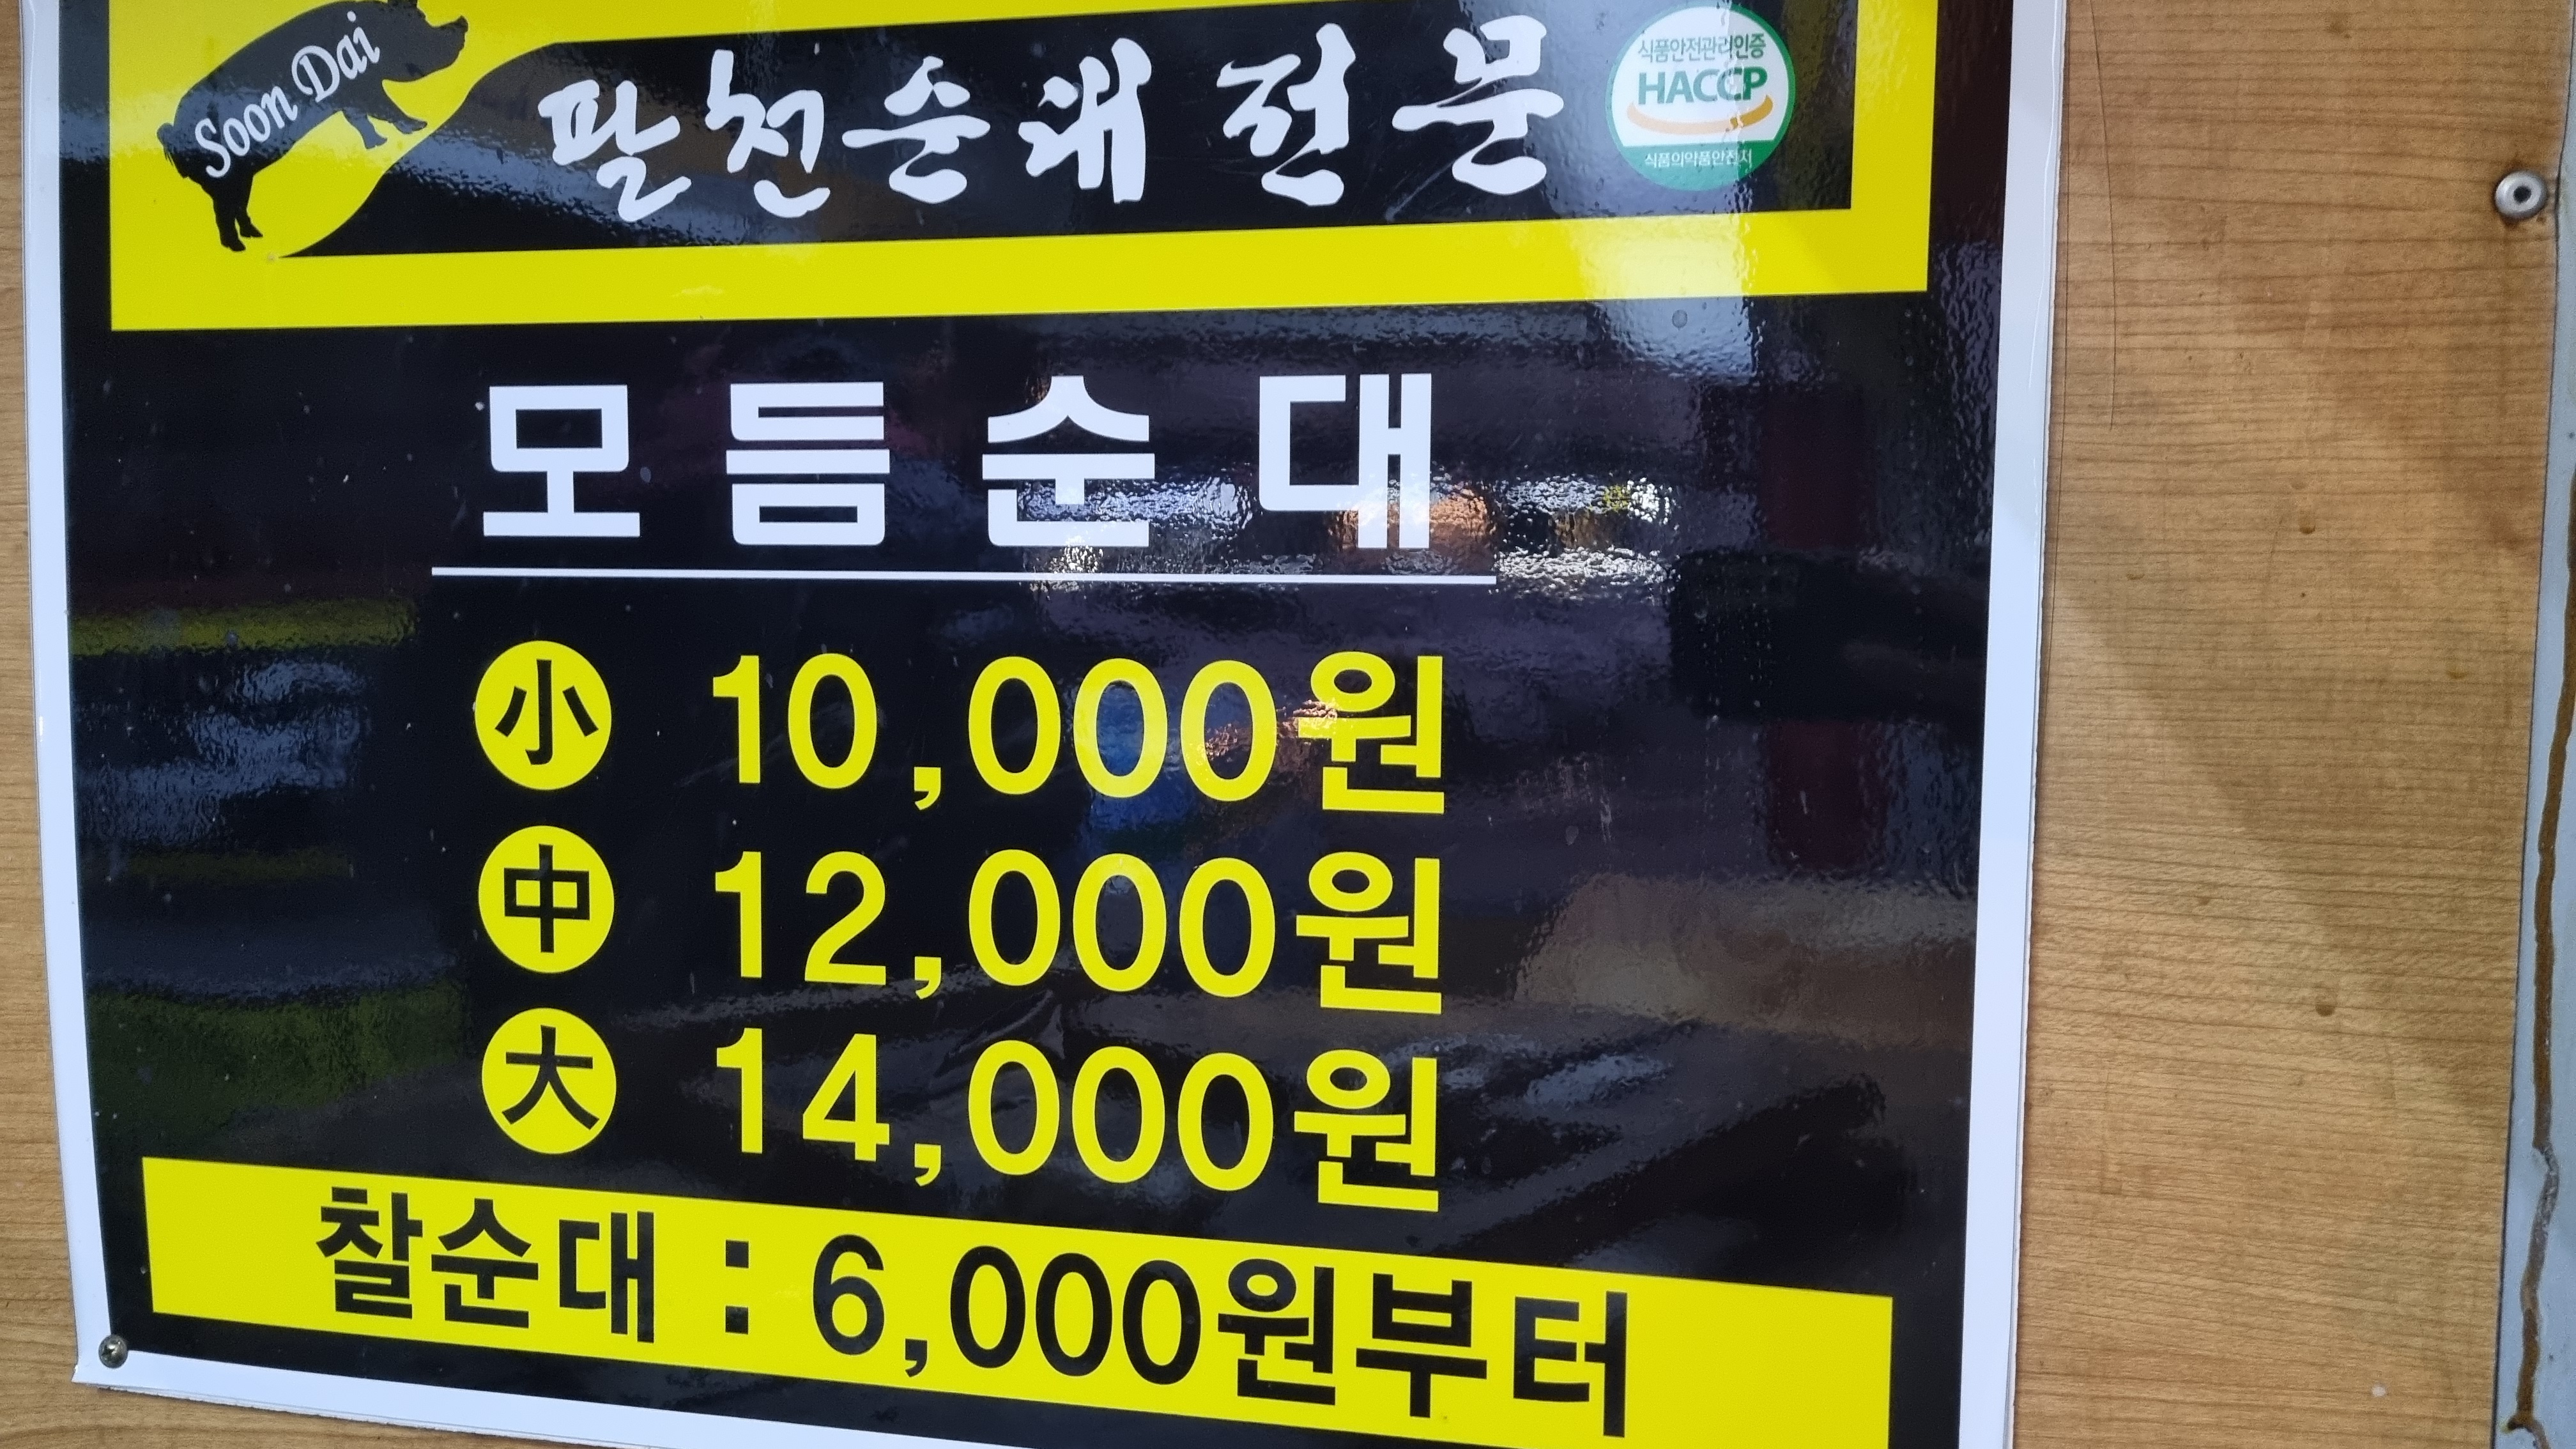 Soon Dai
팔천순대 전문
식품안전관리인증
HACCP
식품의약품안전처
모듬순대
小 10,000원
中 12,000원
大 14,000원
찰순대 : 6,000원부터